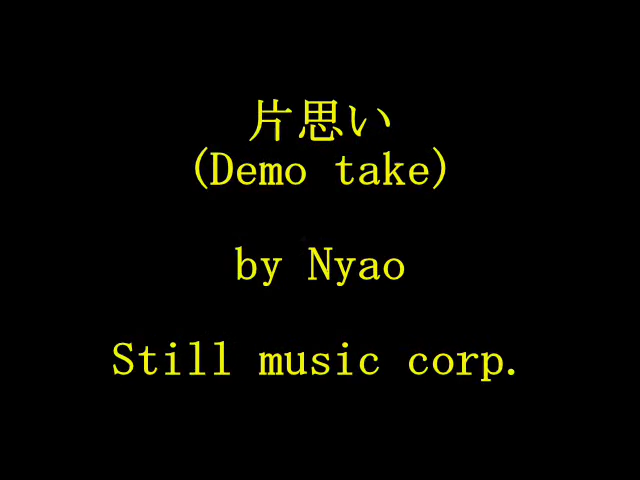 片思い
(Demo take)
by Nyao
Still music corp.